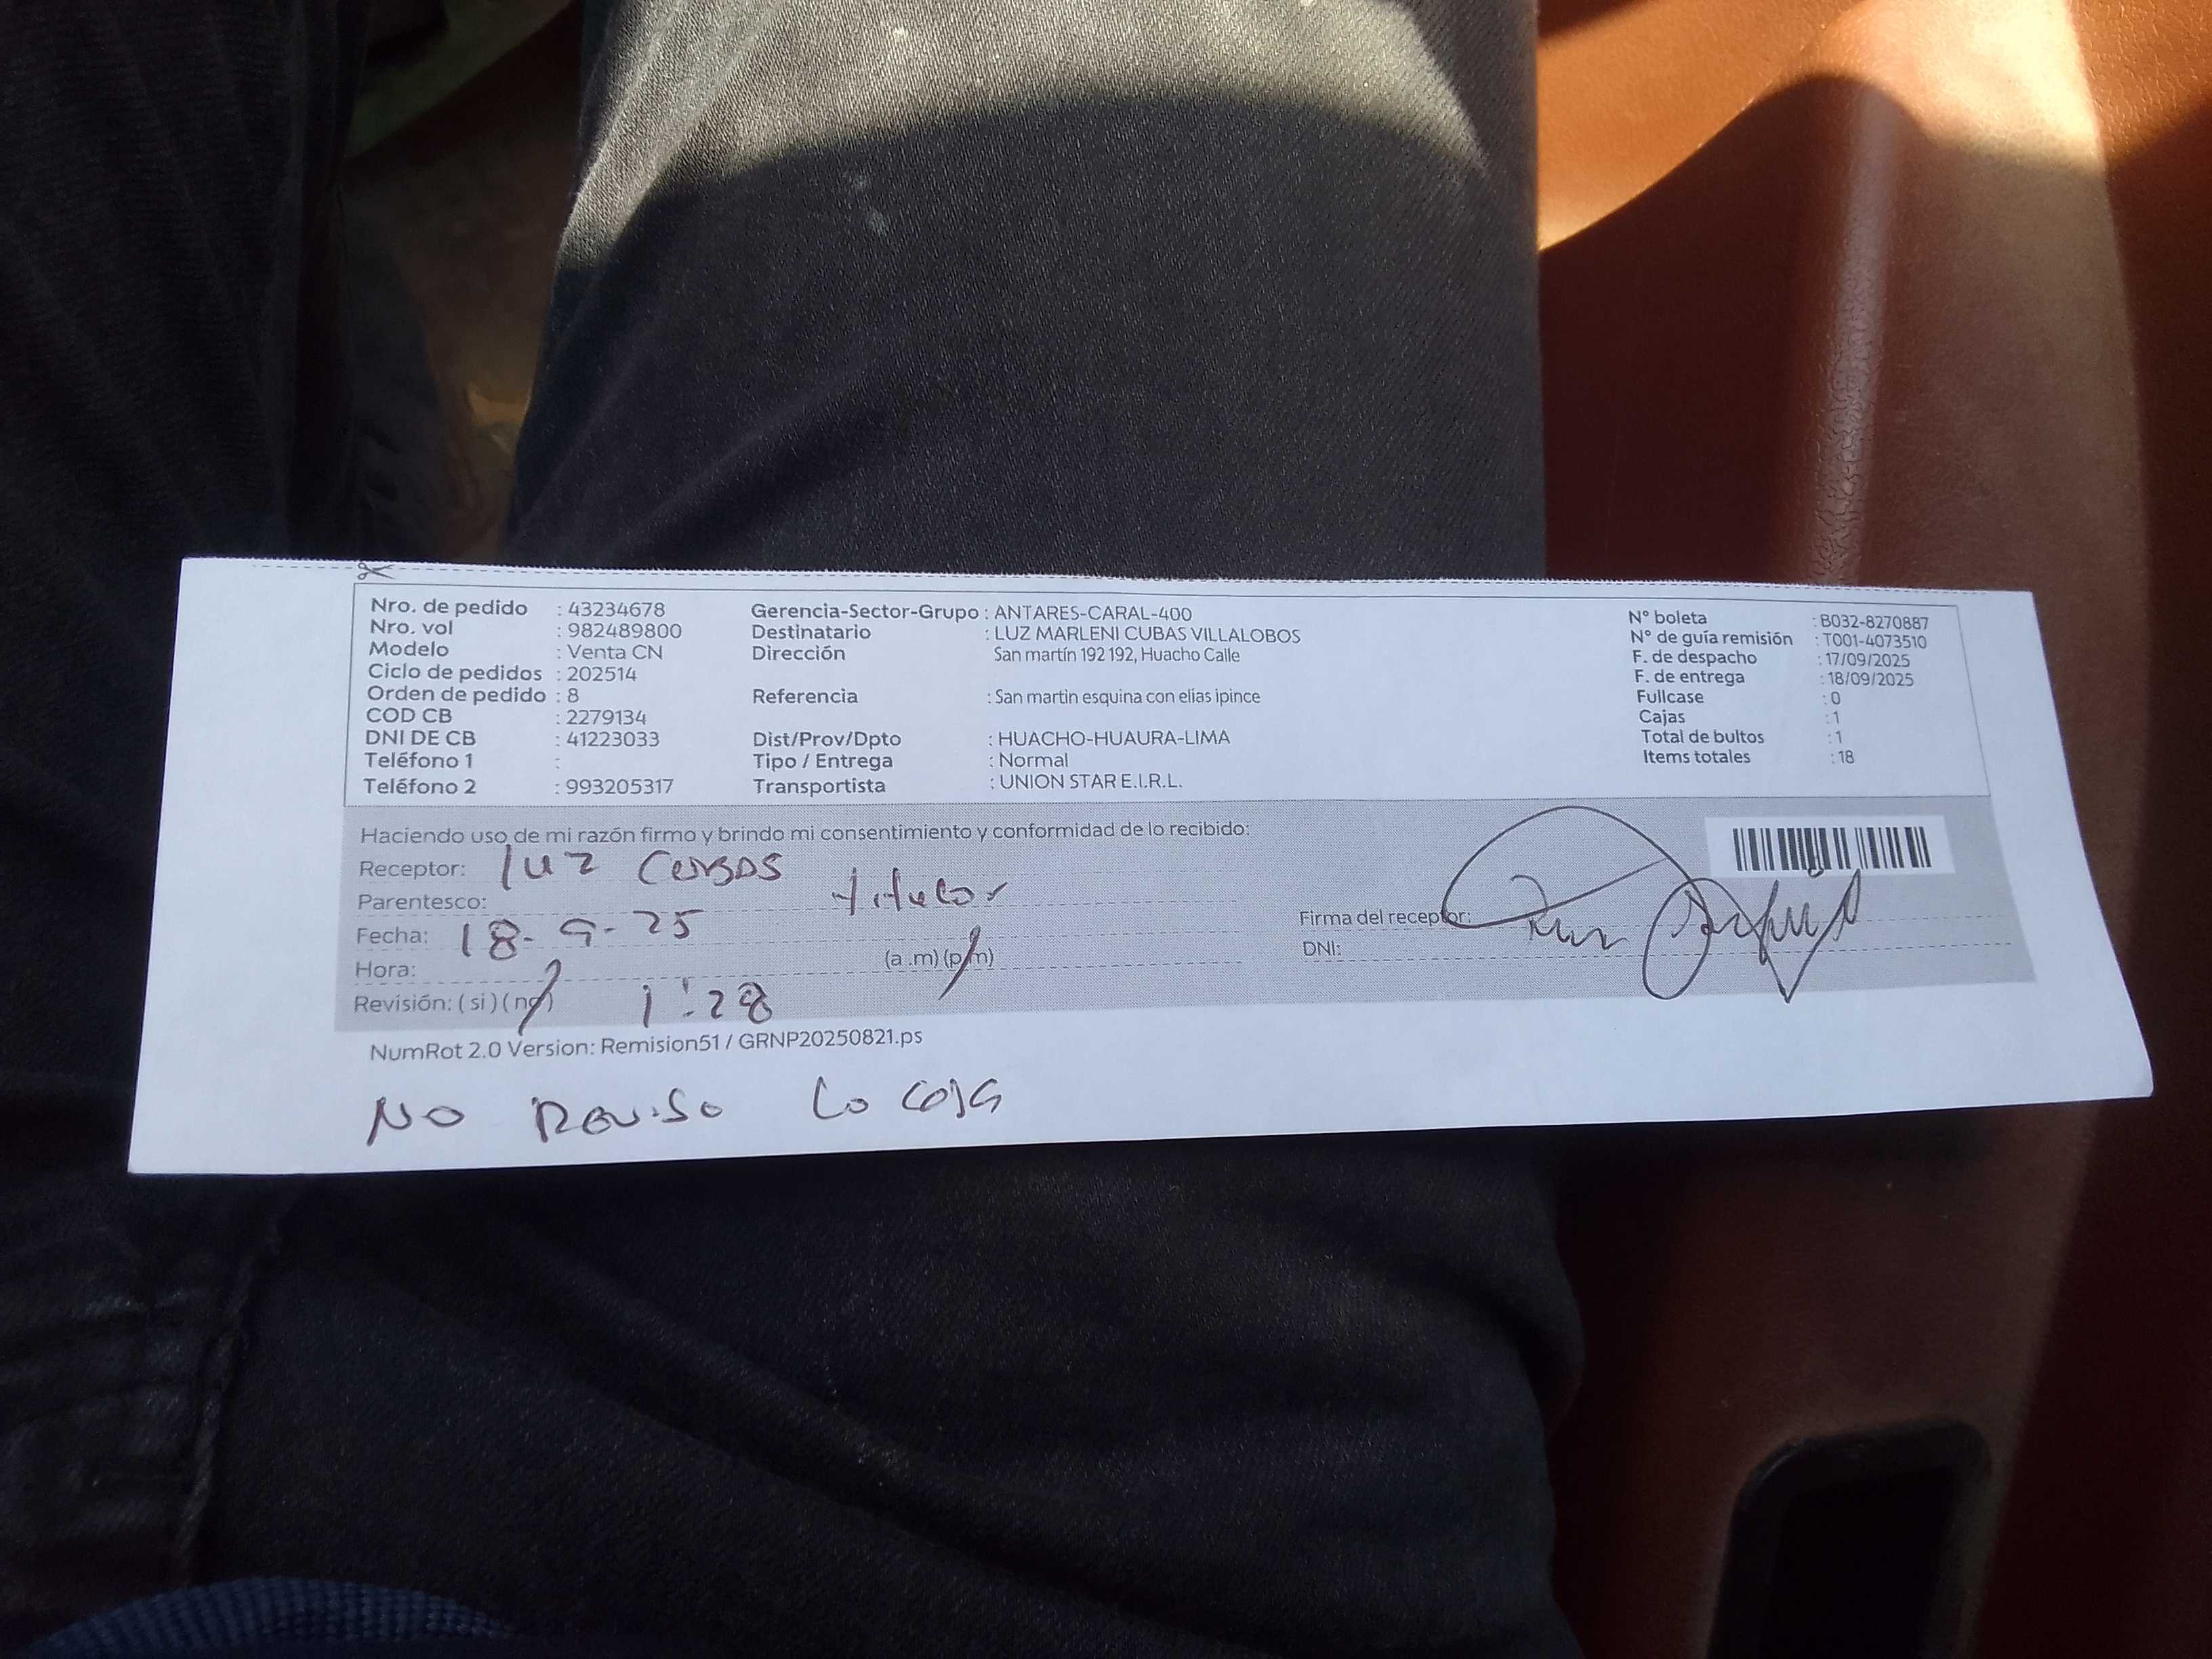 Nro. de pedido : 43234678
Nro. vol : 982489800
Modelo : Venta CN
Ciclo de pedidos : 202514
Orden de pedido : 8
COD CB : 2279134
DNI DE CB : 41223033
Teléfono 1 :
Teléfono 2 : 993205317
Gerencia-Sector-Grupo : ANTARES-CARAL-400
Destinatario : LUZ MARLENI CUBAS VILLALOBOS
Dirección San martín 192 192, Huacho Calle
Referencia : San martin esquina con elias ipince
Dist/Prov/Dpto : HUACHO-HUAURA-LIMA
Tipo / Entrega : Normal
Transportista : UNION STAR E.I.R.L.
N° boleta : B032-8270887
N° de guía remisión : T001-4073510
F. de despacho : 17/09/2025
F. de entrega : 18/09/2025
Fullcase : 0
Cajas : 1
Total de bultos : 1
Items totales : 18
Haciendo uso de mi razón firmo y brindo mi consentimiento y conformidad de lo recibido:
Receptor: luz
Parentesco: titular
Fecha: 18-9-25
Hora: (a .m) (p.m)
Revisión: ( si ) ( no ) 1:28
Firma del receptor:
DNI:
NumRot 2.0 Version: Remision51 / GRNP20250821.ps
NO Reviso La caja